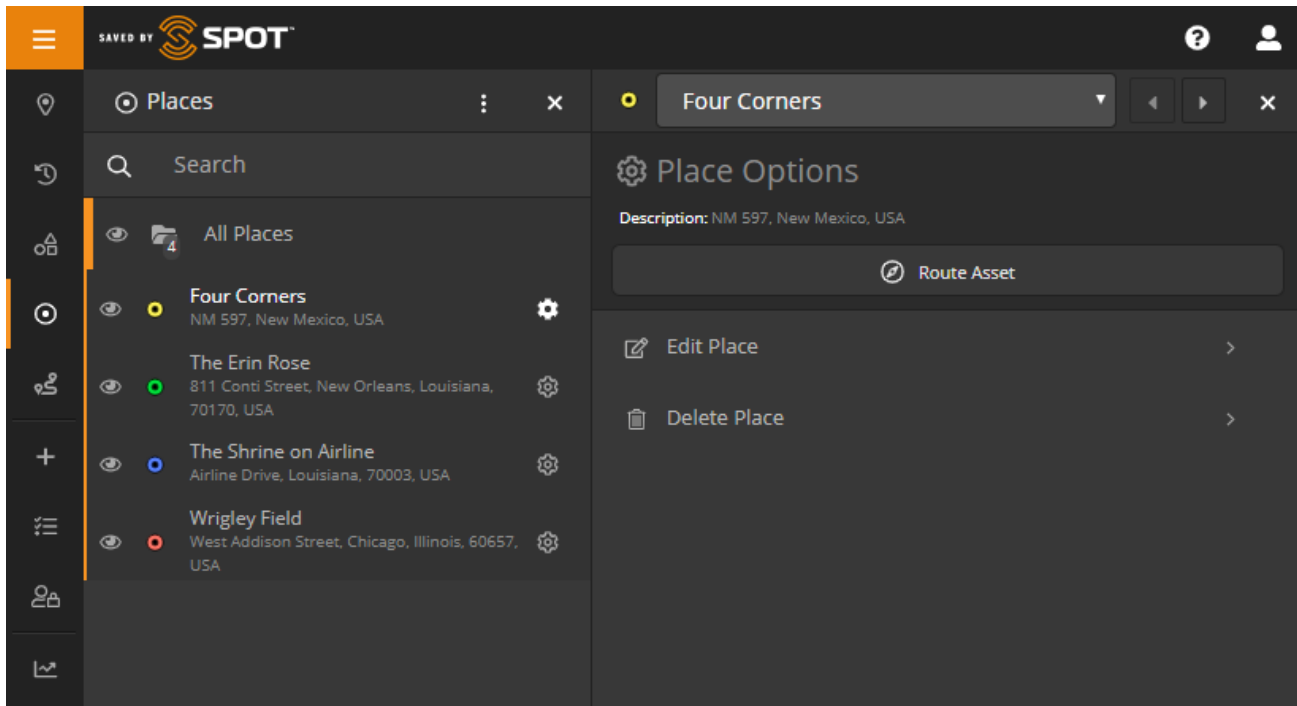 SAVED BY SPOT™
Places
Four Corners
Search
Place Options
Description: NM 597, New Mexico, USA
Route Asset
All Places
4
Four Corners
NM 597, New Mexico, USA
The Erin Rose
811 Conti Street, New Orleans, Louisiana,
70170, USA
The Shrine on Airline
Airline Drive, Louisiana, 70003, USA
Wrigley Field
West Addison Street, Chicago, Illinois, 60657,
USA
Edit Place
Delete Place